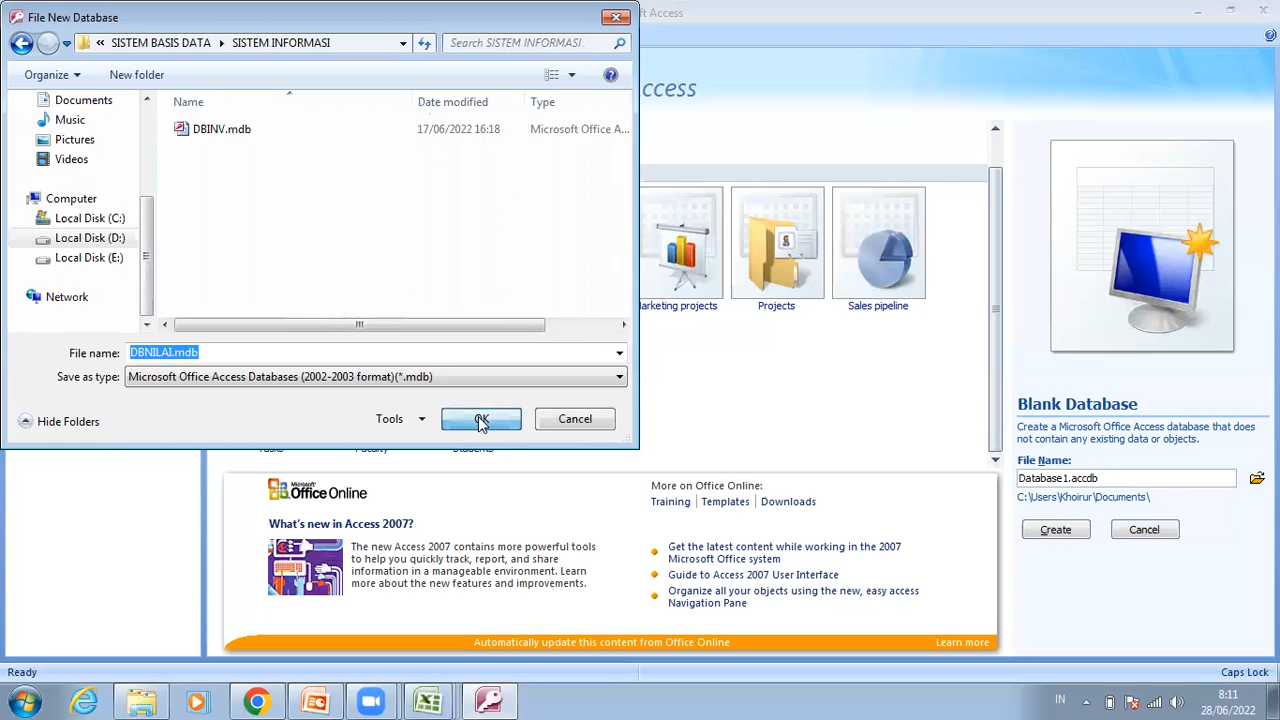 File New Database
ft Access
« SISTEM BASIS DATA ▸ SISTEM INFORMASI
Search SISTEM INFORMASI
Organize
New folder
Documents
Music
Pictures
Videos
Computer
Local Disk (C:)
Local Disk (D:)
Local Disk (E:)
Network
Name
Date modified
Type
DBINV.mdb
17/06/2022 16:18
Microsoft Office A...
File name:
DBNILAI.mdb
Save as type:
Microsoft Office Access Databases (2002-2003 format)(*.mdb)
Hide Folders
Tools
OK
Cancel
ccess
arketing projects
Projects
Sales pipeline
Blank Database
Create a Microsoft Office Access database that does
not contain any existing data or objects.
File Name:
Database1.accdb
C:\Users\Khoirur\Documents\
Create
Cancel
Microsoft
Office Online
What's new in Access 2007?
The new Access 2007 contains more powerful tools
to help you quickly track, report, and share
information in a manageable environment. Learn
more about the new features and improvements.
More on Office Online:
Training | Templates | Downloads
Get the latest content while working in the 2007
Microsoft Office system
Guide to Access 2007 User Interface
Organize all your objects using the new, easy access
Navigation Pane
Automatically update this content from Office Online
Learn more
Ready
Caps Lock
IN
8:11
28/06/2022